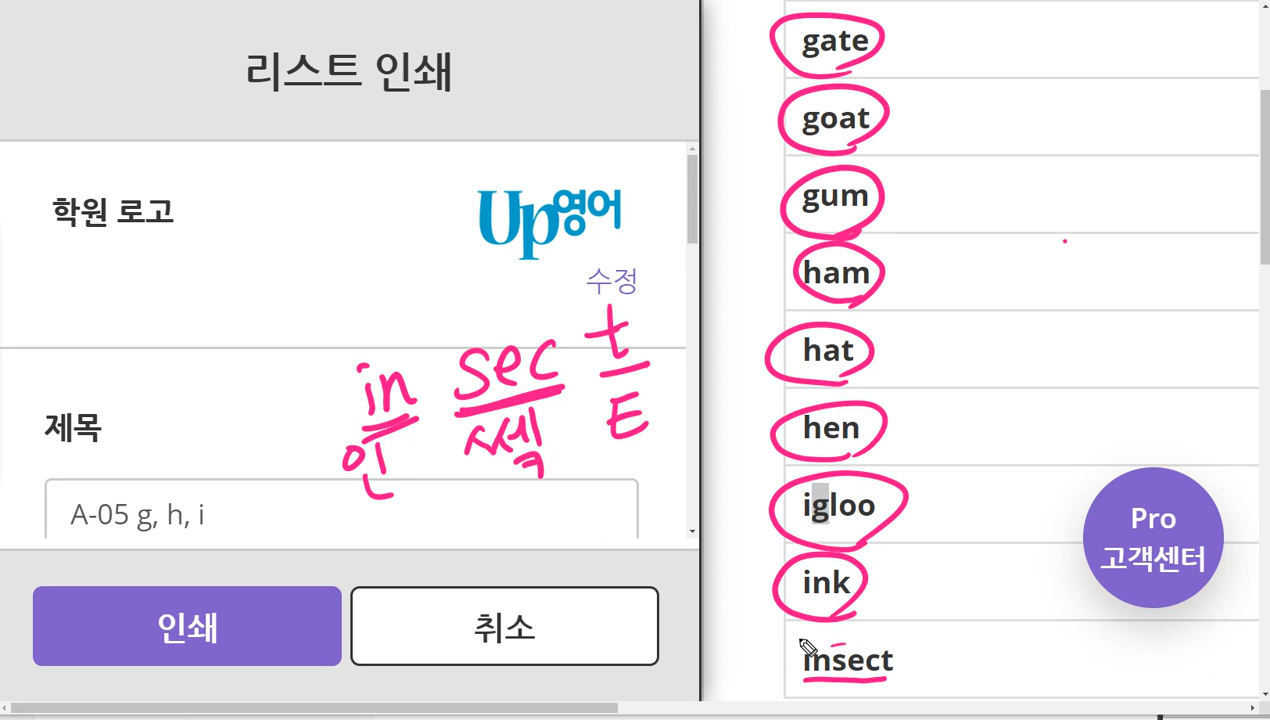 리스트 인쇄
학원 로고
Up영어
수정
in sec t
인 쎅 E
제목
A-05 g, h, i
인쇄
취소
gate
goat
gum
ham
hat
hen
igloo
ink
insect
Pro
고객센터